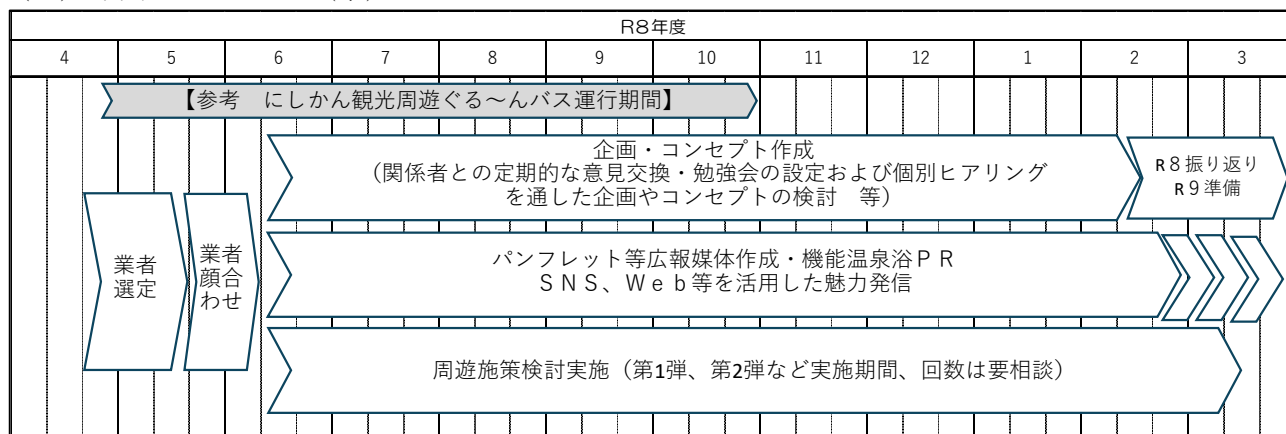 R8年度
4 5 6 7 8 9 10 11 12 1 2 3
【参考　にしかん観光周遊ぐる～んバス運行期間】
企画・コンセプト作成
（関係者との定期的な意見交換・勉強会の設定および個別ヒアリング
を通した企画やコンセプトの検討　等）
R８振り返り
R９準備
業者
選定
業者
顔合
わせ
パンフレット等広報媒体作成・機能温泉浴ＰＲ
ＳＮＳ、Ｗｅｂ等を活用した魅力発信
周遊施策検討実施（第1弾、第2弾など実施期間、回数は要相談）